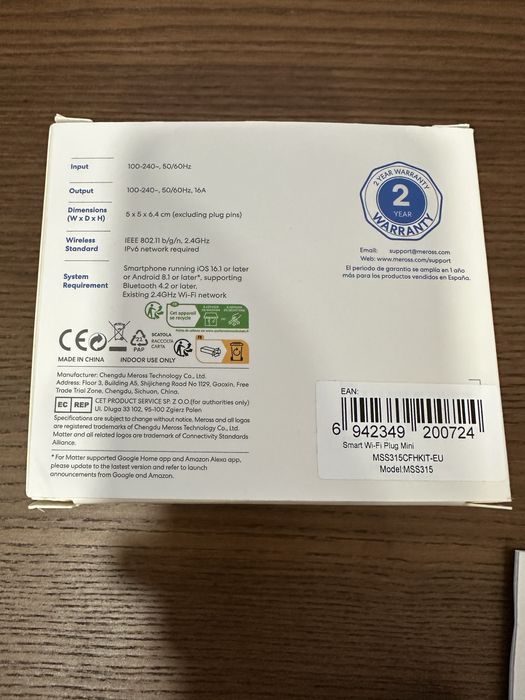 Input
100-240~, 50/60Hz
Output
100-240~, 50/60Hz, 16A
Dimensions
(W x D x H)
5 x 5 x 6.4 cm (excluding plug pins)
Wireless
Standard
IEEE 802.11 b/g/n, 2.4GHz
IPv6 network required
System
Requirement
Smartphone running iOS 16.1 or later
or Android 8.1 or later*, supporting
Bluetooth 4.2 or later.
Existing 2.4GHz Wi-Fi network
2 YEAR WARRANTY
2
YEAR
WARRANTY
Email: support@meross.com
Web: www.meross.com/support
El periodo de garantía se amplía en 1 año
más para los productos vendidos en España.
FR
Cet appareil
se recycle
CE
MADE IN CHINA
21
PAP
SCATOLA
RACCOLTA
CARTA
INDOOR USE ONLY
FR
Manufacturer: Chengdu Meross Technology Co., Ltd.
Address: Floor 3, Building A5, Shijicheng Road No 1129, Gaoxin, Free
Trade Trial Zone, Chengdu, Sichuan, China.
EC REP
CET PRODUCT SERVICE SP. Z O.O.(for authorities only)
Ul. Dluga 33 102, 95-100 Zgierz Polen
Specifications are subject to change without notice. Meross and all logos
are registered trademarks of Chengdu Meross Technology Co., Ltd.
Matter and all related logos are trademark of Connectivity Standards
Alliance.
* For Matter supported Google Home app and Amazon Alexa app,
please update to the lastest version and refer to launch
announcements from Google and Amazon.
EAN:
6 942349 200724
Smart Wi-Fi Plug Mini
MSS315CFHKIT-EU
Model:MSS315